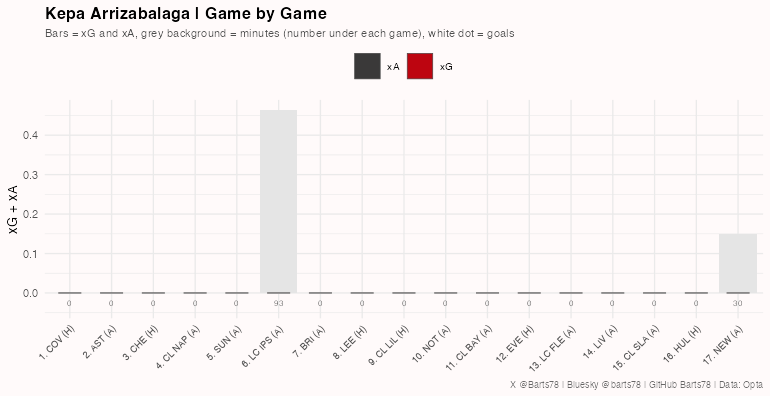 Kepa Arrizabalaga | Game by Game
Bars = xG and xA, grey background = minutes (number under each game), white dot = goals
xA xG
xG + xA
0.4
0.3
0.2
0.1
0.0
0 0 0 0 0 93 0 0 0 0 0 0 0 0 0 0 30
1. COV (H)
2. AST (A)
3. CHE (H)
4. CL NAP (A)
5. SUN (A)
6. LC IPS (A)
7. BRI (A)
8. LEE (H)
9. CL LIL (H)
10. NOT (A)
11. CL BAY (A)
12. EVE (H)
13. LC FLE (A)
14. LIV (A)
15. CL SLA (A)
16. HUL (H)
17. NEW (A)
X @Barts78 | Bluesky @barts78 | GitHub Barts78 | Data: Opta